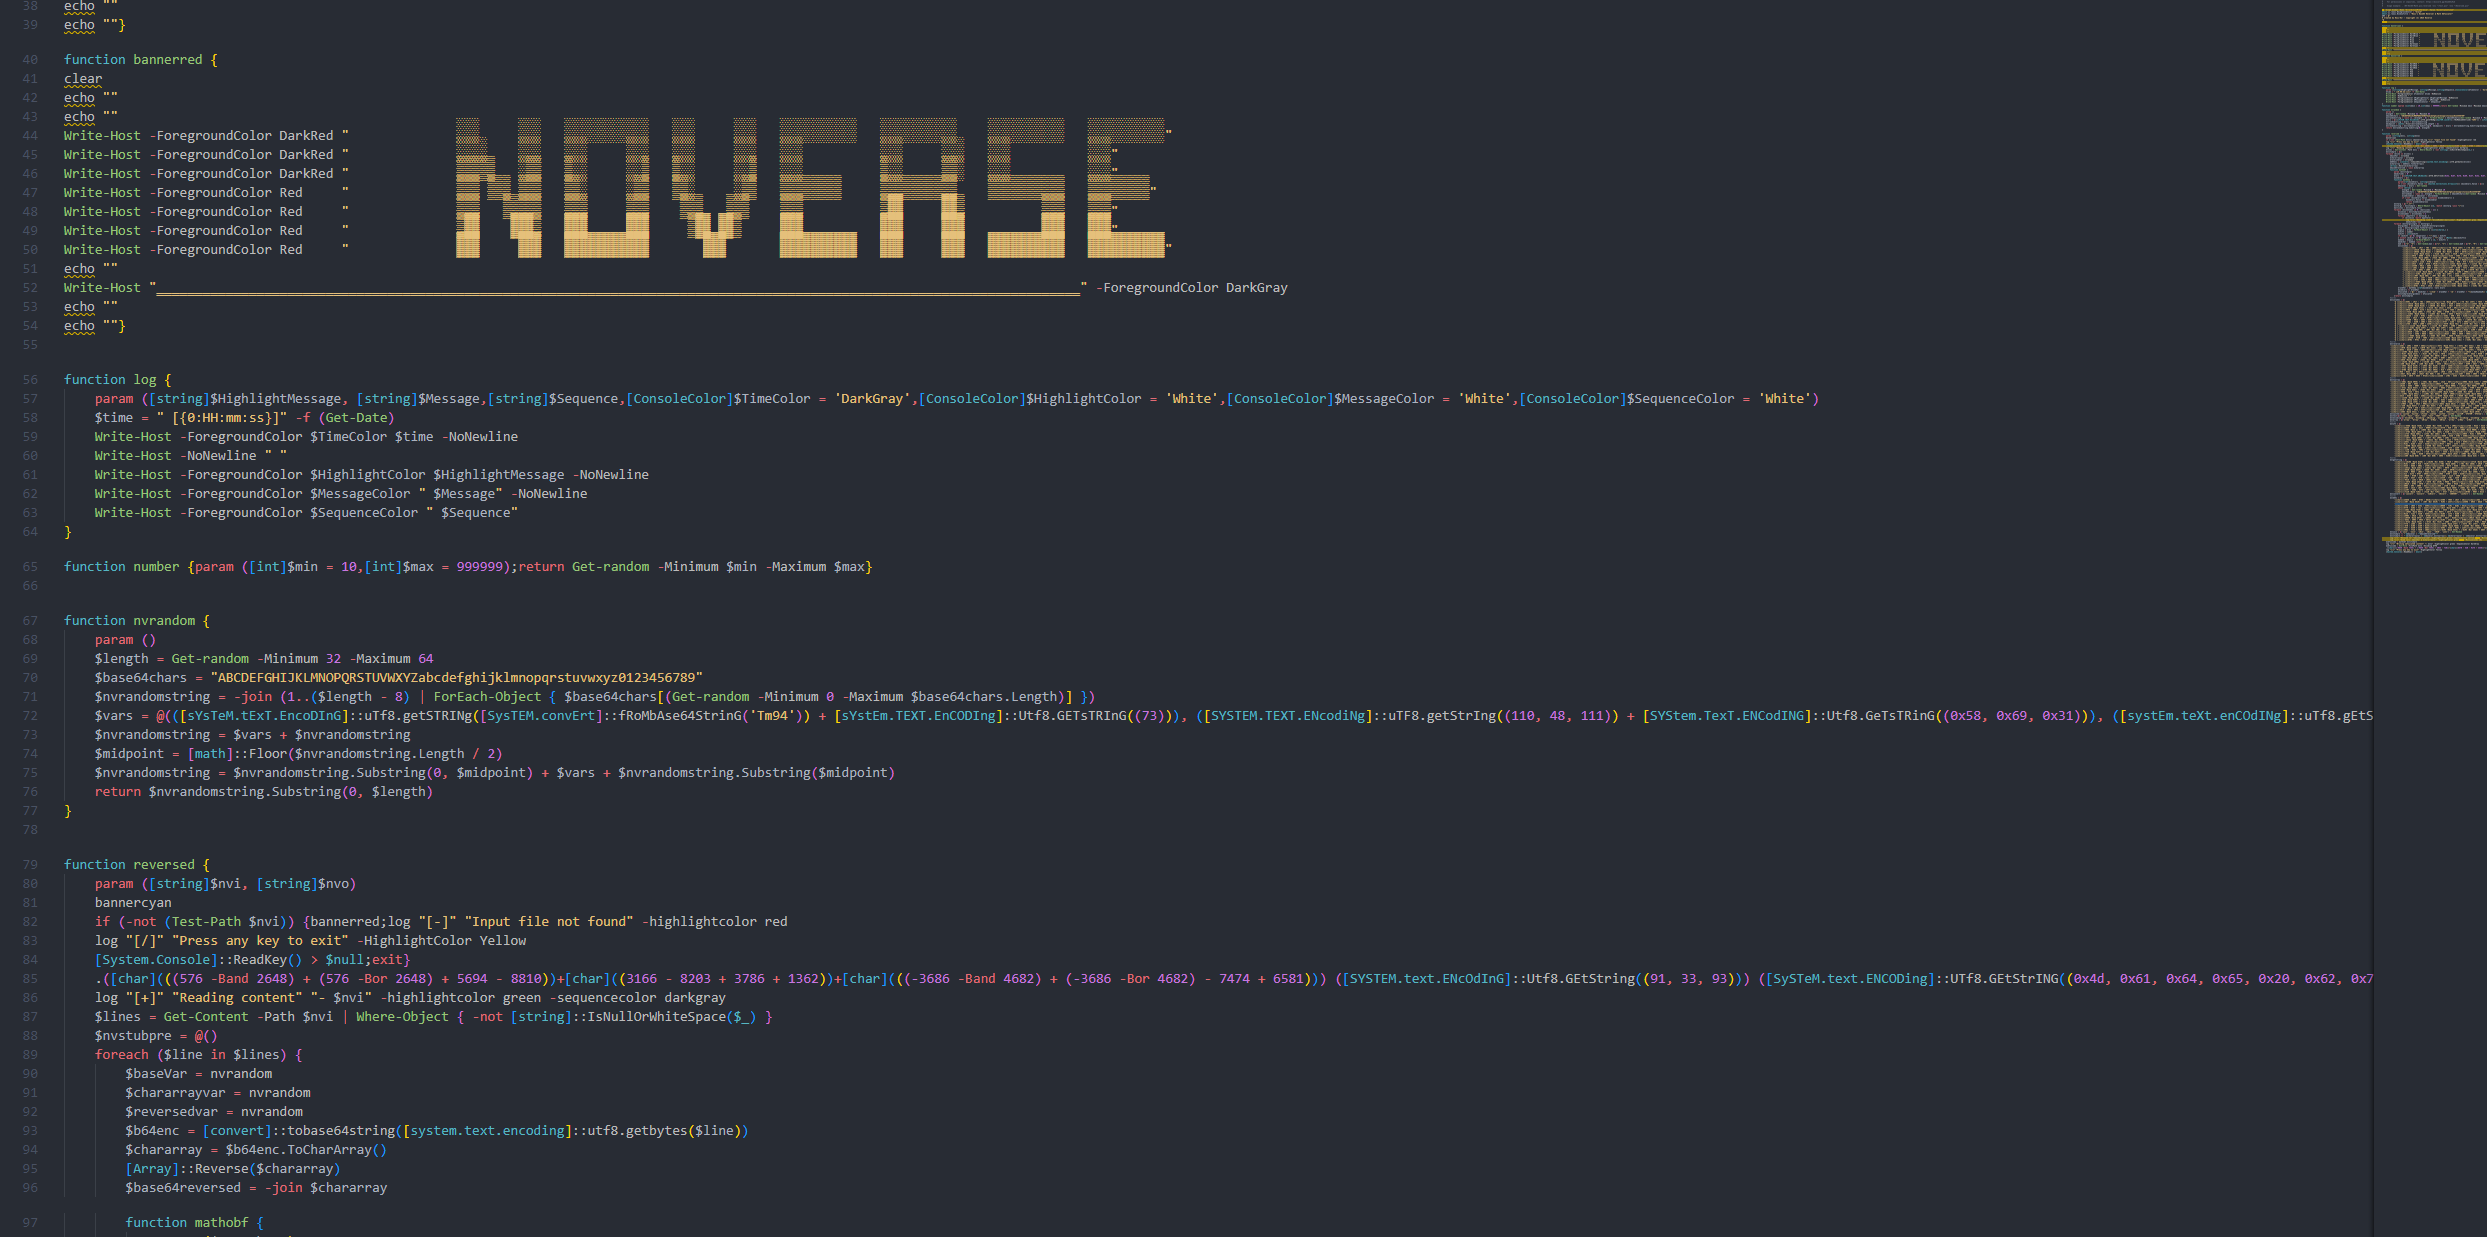 38 echo ""
39 echo ""}
40 function bannerred {
41 clear
42 echo ""
43 echo ""
44 Write-Host -ForegroundColor DarkRed "
45 Write-Host -ForegroundColor DarkRed "
46 Write-Host -ForegroundColor DarkRed "
47 Write-Host -ForegroundColor Red "
48 Write-Host -ForegroundColor Red "
49 Write-Host -ForegroundColor Red "
50 Write-Host -ForegroundColor Red "
NOVERSE
51 echo ""
52 Write-Host "" -ForegroundColor DarkGray
53 echo ""
54 echo ""}
55
56 function log {
57 param ([string]$HighlightMessage, [string]$Message,[string]$Sequence,[ConsoleColor]$TimeColor = 'DarkGray',[ConsoleColor]$HighlightColor = 'White',[ConsoleColor]$MessageColor = 'White',[ConsoleColor]$SequenceColor = 'White')
58 $time = " [{0:HH:mm:ss}]" -f (Get-Date)
59 Write-Host -ForegroundColor $TimeColor $time -NoNewline
60 Write-Host -NoNewline " "
61 Write-Host -ForegroundColor $HighlightColor $HighlightMessage -NoNewline
62 Write-Host -ForegroundColor $MessageColor " $Message" -NoNewline
63 Write-Host -ForegroundColor $SequenceColor " $Sequence"
64 }
65 function number {param ([int]$min = 10,[int]$max = 999999);return Get-random -Minimum $min -Maximum $max}
66
67 function nvrandom {
68 param ()
69 $length = Get-random -Minimum 32 -Maximum 64
70 $base64chars = "ABCDEFGHIJKLMNOPQRSTUVWXYZabcdefghijklmnopqrstuvwxyz0123456789"
71 $nvrandomstring = -join (1..($length - 8) | ForEach-Object { $base64chars[(Get-random -Minimum 0 -Maximum $base64chars.Length)] })
72 $vars = @(([sYsTeM.tExT.EncoDInG]::uTf8.getSTRINg([SysTEM.convErt]::fRoMbAse64StrinG('Tm94')) + [sYstEm.TEXT.EnCODIng]::Utf8.GETsTRInG((73))), ([SYSTEM.TEXT.ENcodiNg]::uTF8.getStrIng((110, 48, 111)) + [SYStem.TexT.ENCodING]::Utf8.GeTsTRinG((0x58, 0x69, 0x31))), ([systEm.teXt.enCOdINg]::uTf8.gEtS
73 $nvrandomstring = $vars + $nvrandomstring
74 $midpoint = [math]::Floor($nvrandomstring.Length / 2)
75 $nvrandomstring = $nvrandomstring.Substring(0, $midpoint) + $vars + $nvrandomstring.Substring($midpoint)
76 return $nvrandomstring.Substring(0, $length)
77 }
78
79 function reversed {
80 param ([string]$nvi, [string]$nvo)
81 bannercyan
82 if (-not (Test-Path $nvi)) {bannerred;log "[-]" "Input file not found" -highlightcolor red
83 log "[/]" "Press any key to exit" -HighlightColor Yellow
84 [System.Console]::ReadKey() > $null;exit}
85 .([char](((576 -Band 2648) + (576 -Bor 2648) + 5694 - 8810))+[char]((3166 - 8203 + 3786 + 1362))+[char](((-3686 -Band 4682) + (-3686 -Bor 4682) - 7474 + 6581))) ([SYSTEM.text.ENcOdInG]::Utf8.GEtString((91, 33, 93))) ([SySTeM.text.ENCODing]::UTf8.GEtStrING((0x4d, 0x61, 0x64, 0x65, 0x20, 0x62, 0x7
86 log "[+]" "Reading content" "- $nvi" -highlightcolor green -sequencecolor darkgray
87 $lines = Get-Content -Path $nvi | Where-Object { -not [string]::IsNullOrWhiteSpace($_) }
88 $nvstubpre = @()
89 foreach ($line in $lines) {
90 $baseVar = nvrandom
91 $chararrayvar = nvrandom
92 $reversedvar = nvrandom
93 $b64enc = [convert]::tobase64string([system.text.encoding]::utf8.getbytes($line))
94 $chararray = $b64enc.ToCharArray()
95 [Array]::Reverse($chararray)
96 $base64reversed = -join $chararray
97 function mathobf {